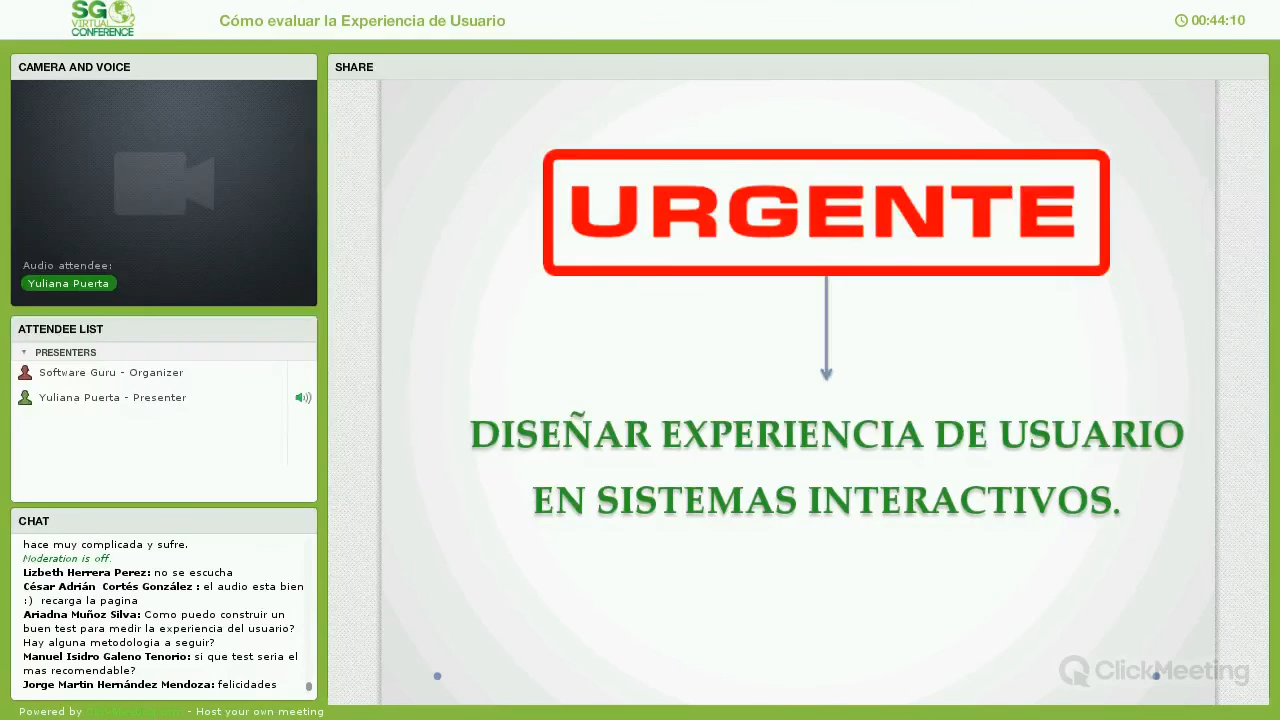 SG
VIRTUAL
CONFERENCE
Cómo evaluar la Experiencia de Usuario
00:44:10
CAMERA AND VOICE
Audio attendee:
Yuliana Puerta
ATTENDEE LIST
PRESENTERS
Software Guru - Organizer
Yuliana Puerta - Presenter
CHAT
hace muy complicada y sufre.
Moderation is off.
Lizbeth Herrera Perez: no se escucha
César Adrián Cortés González : el audio esta bien
:) recarga la pagina
Ariadna Muñoz Silva: Como puedo construir un
buen test para medir la experiencia del usuario?
Hay alguna metodologia a seguir?
Manuel Isidro Galeno Tenorio: si que test seria el
mas recomendable?
Jorge Martin Hernández Mendoza: felicidades
Powered by - Host your own meeting
SHARE
URGENTE
DISEÑAR EXPERIENCIA DE USUARIO
EN SISTEMAS INTERACTIVOS.
ClickMeeting